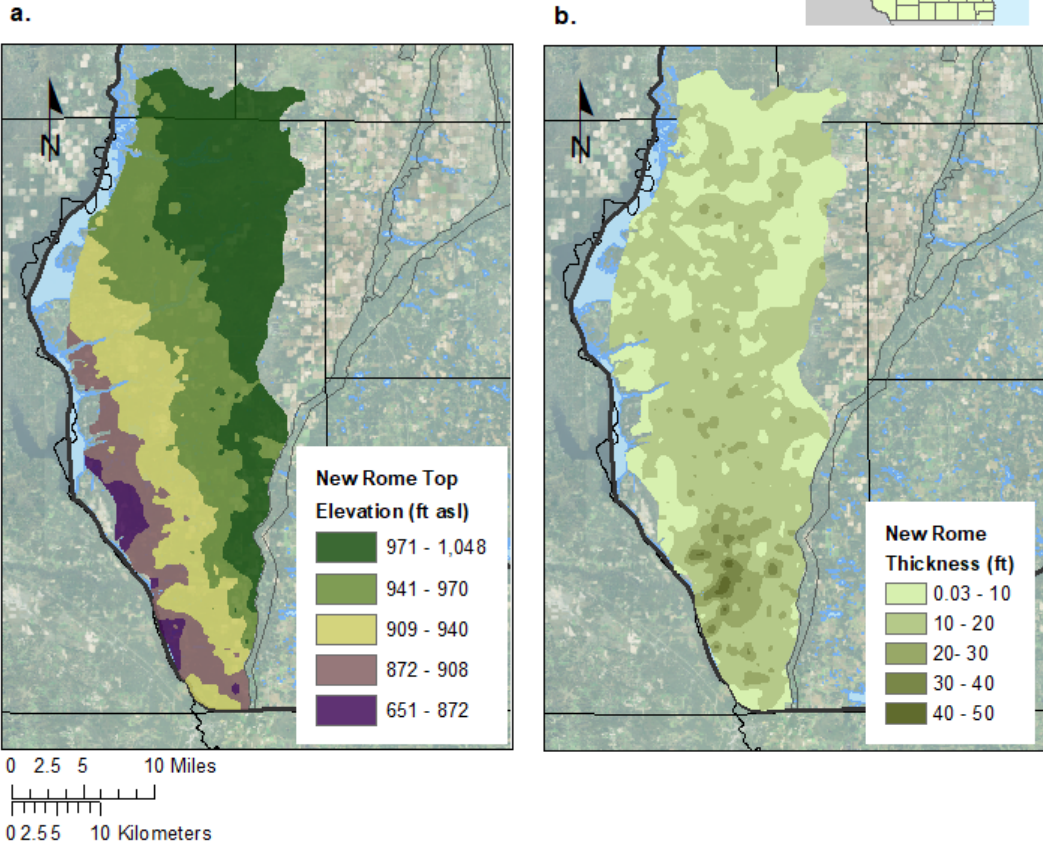 a.
b.
N
N
New Rome Top
Elevation (ft asl)
971 - 1,048
941 - 970
909 - 940
872 - 908
651 - 872
New Rome
Thickness (ft)
0.03 - 10
10 - 20
20- 30
30 - 40
40 - 50
0 2.5 5 10 Miles
0 2.5 5 10 Kilometers